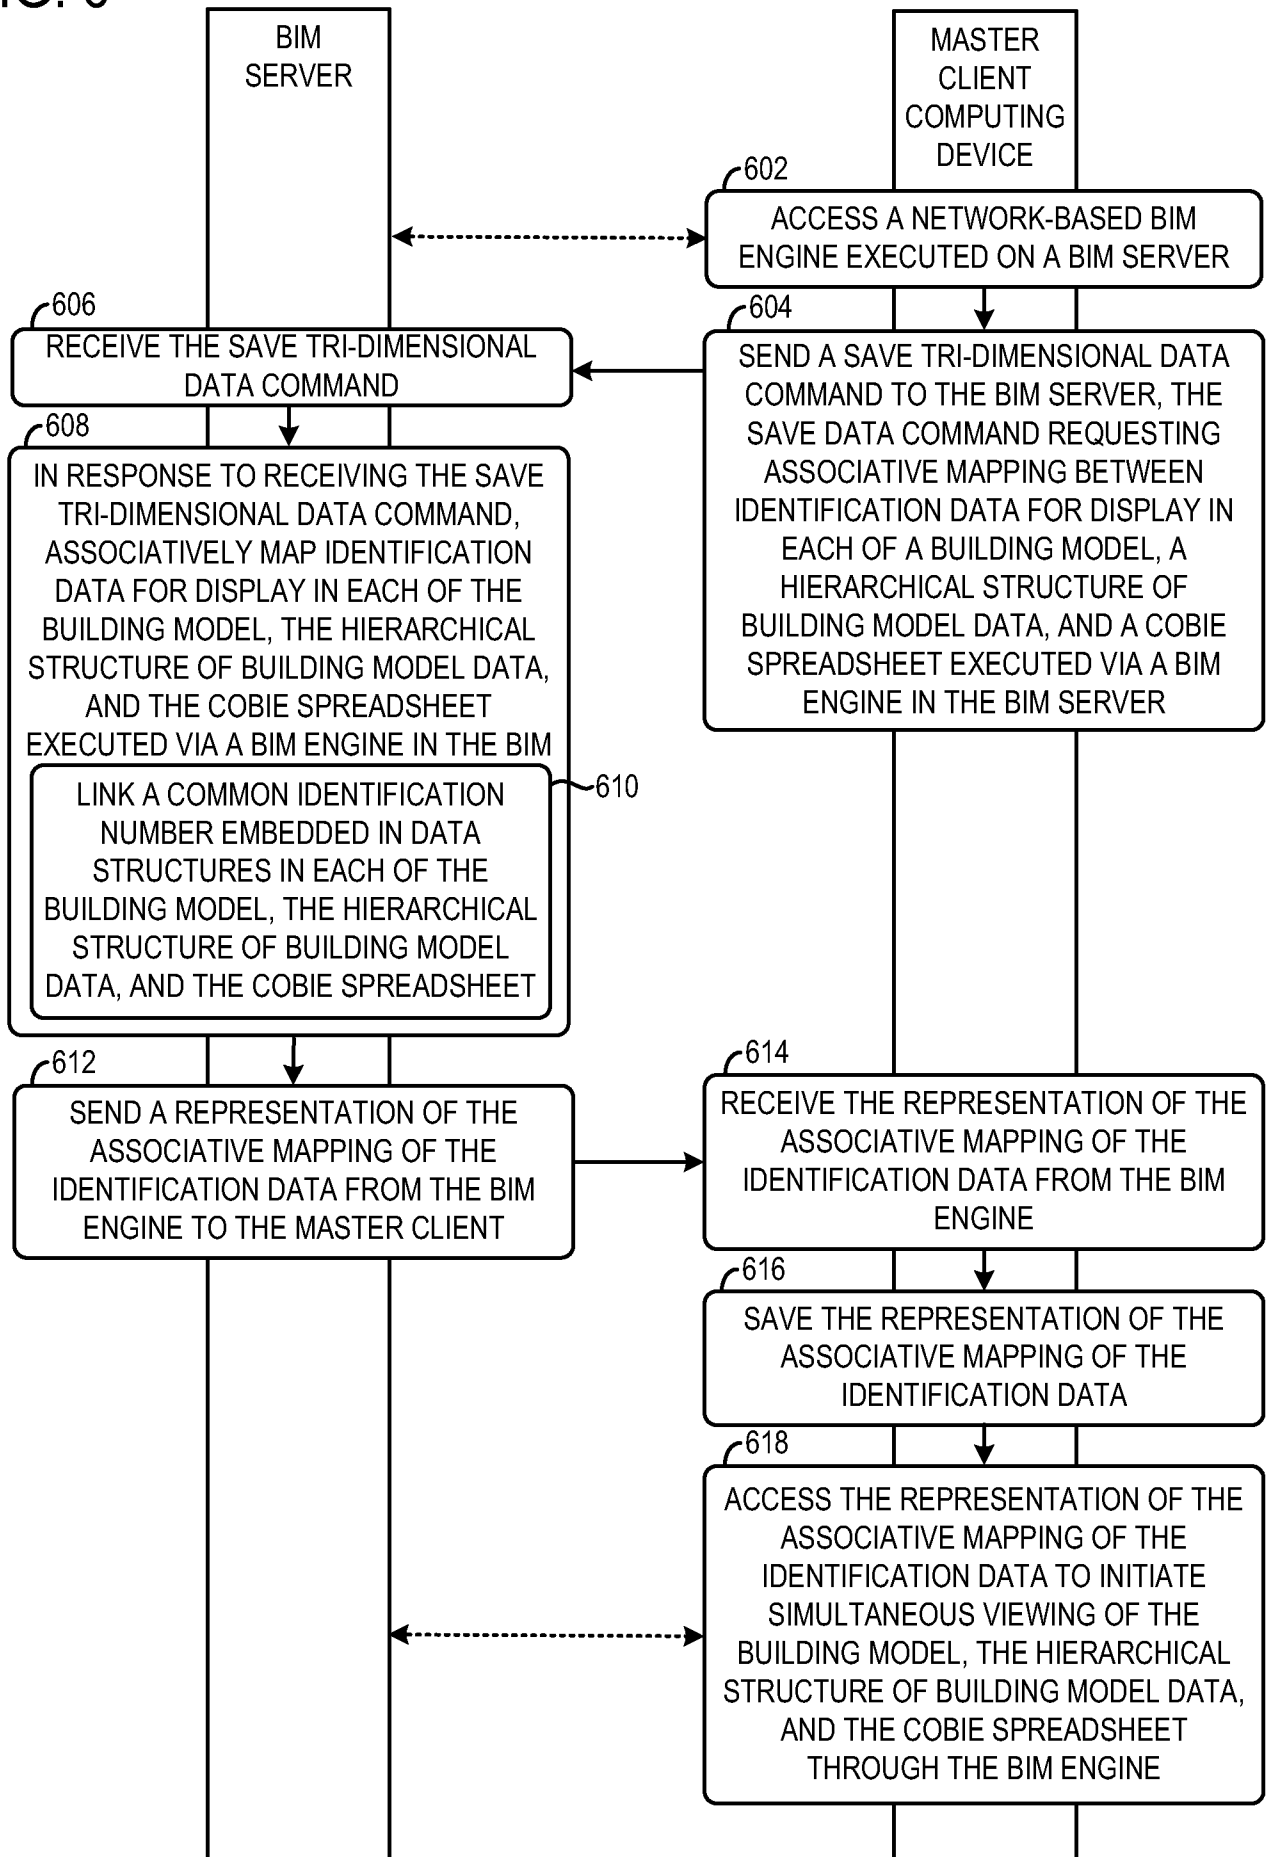 BIM
SERVER
MASTER
CLIENT
COMPUTING
DEVICE
602
ACCESS A NETWORK-BASED BIM
ENGINE EXECUTED ON A BIM SERVER
604
SEND A SAVE TRI-DIMENSIONAL DATA
COMMAND TO THE BIM SERVER, THE
SAVE DATA COMMAND REQUESTING
ASSOCIATIVE MAPPING BETWEEN
IDENTIFICATION DATA FOR DISPLAY IN
EACH OF A BUILDING MODEL, A
HIERARCHICAL STRUCTURE OF
BUILDING MODEL DATA, AND A COBIE
SPREADSHEET EXECUTED VIA A BIM
ENGINE IN THE BIM SERVER
606
RECEIVE THE SAVE TRI-DIMENSIONAL
DATA COMMAND
608
IN RESPONSE TO RECEIVING THE SAVE
TRI-DIMENSIONAL DATA COMMAND,
ASSOCIATIVELY MAP IDENTIFICATION
DATA FOR DISPLAY IN EACH OF THE
BUILDING MODEL, THE HIERARCHICAL
STRUCTURE OF BUILDING MODEL DATA,
AND THE COBIE SPREADSHEET
EXECUTED VIA A BIM ENGINE IN THE BIM
610
LINK A COMMON IDENTIFICATION
NUMBER EMBEDDED IN DATA
STRUCTURES IN EACH OF THE
BUILDING MODEL, THE HIERARCHICAL
STRUCTURE OF BUILDING MODEL
DATA, AND THE COBIE SPREADSHEET
612
SEND A REPRESENTATION OF THE
ASSOCIATIVE MAPPING OF THE
IDENTIFICATION DATA FROM THE BIM
ENGINE TO THE MASTER CLIENT
614
RECEIVE THE REPRESENTATION OF THE
ASSOCIATIVE MAPPING OF THE
IDENTIFICATION DATA FROM THE BIM
ENGINE
616
SAVE THE REPRESENTATION OF THE
ASSOCIATIVE MAPPING OF THE
IDENTIFICATION DATA
618
ACCESS THE REPRESENTATION OF THE
ASSOCIATIVE MAPPING OF THE
IDENTIFICATION DATA TO INITIATE
SIMULTANEOUS VIEWING OF THE
BUILDING MODEL, THE HIERARCHICAL
STRUCTURE OF BUILDING MODEL DATA,
AND THE COBIE SPREADSHEET
THROUGH THE BIM ENGINE